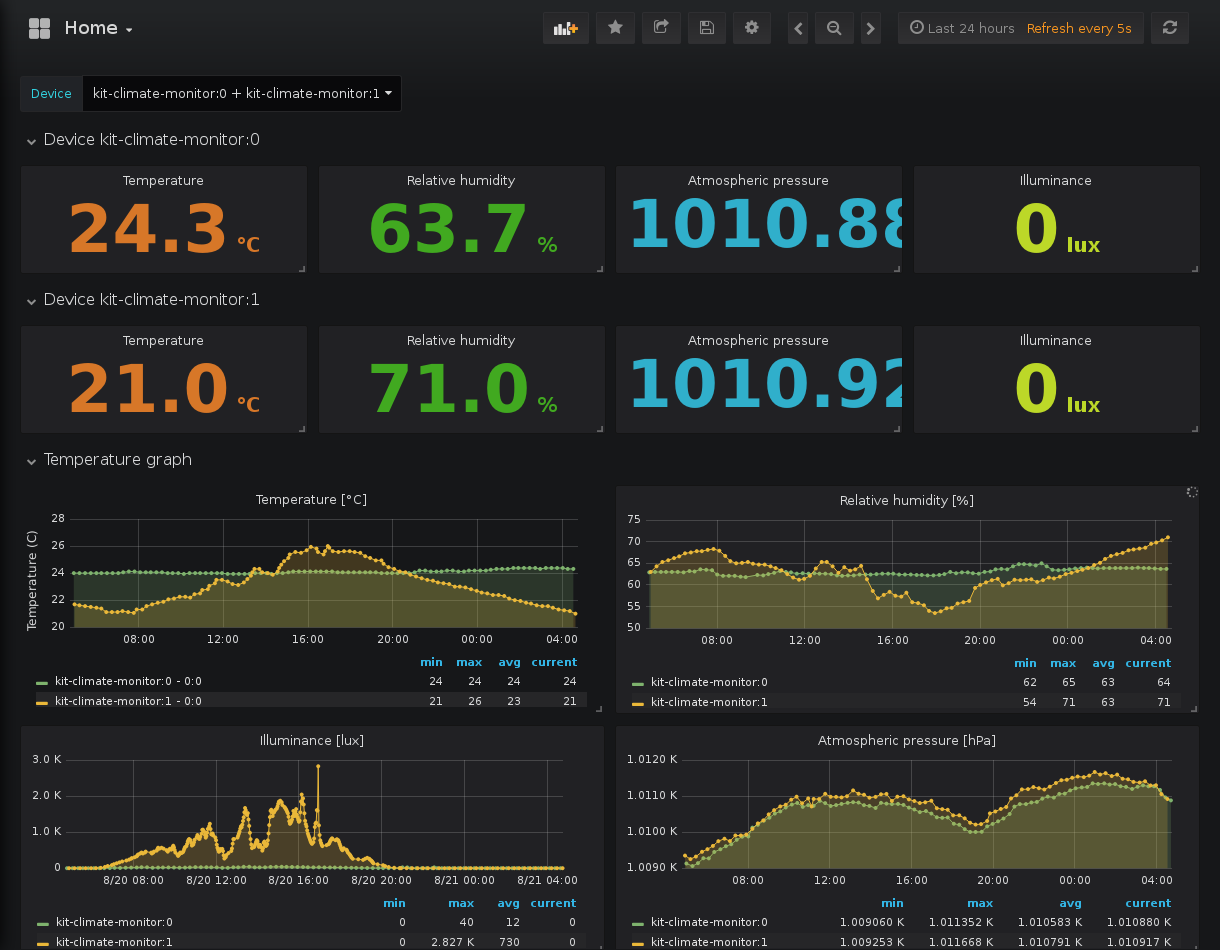 Home
Last 24 hours Refresh every 5s
Device kit-climate-monitor:0 + kit-climate-monitor:1
Device kit-climate-monitor:0
Temperature Relative humidity Atmospheric pressure Illuminance
24.3 °C 63.7 % 1010.88 0 lux
Device kit-climate-monitor:1
Temperature Relative humidity Atmospheric pressure Illuminance
21.0 °C 71.0 % 1010.92 0 lux
Temperature graph
Temperature [°C]
Temperature (C)
28
26
24
22
20
08:00 12:00 16:00 20:00 00:00 04:00
min max avg current
kit-climate-monitor:0 - 0:0 24 24 24 24
kit-climate-monitor:1 - 0:0 21 26 23 21
Relative humidity [%]
75
70
65
60
55
50
08:00 12:00 16:00 20:00 00:00 04:00
min max avg current
kit-climate-monitor:0 62 65 63 64
kit-climate-monitor:1 54 71 63 71
Illuminance [lux]
3.0 K
2.0 K
1.0 K
0
8/20 08:00 8/20 12:00 8/20 16:00 8/20 20:00 8/21 00:00 8/21 04:00
min max avg current
kit-climate-monitor:0 0 40 12 0
kit-climate-monitor:1 0 2.827 K 730 0
Atmospheric pressure [hPa]
1.0120 K
1.0110 K
1.0100 K
1.0090 K
08:00 12:00 16:00 20:00 00:00 04:00
min max avg current
kit-climate-monitor:0 1.009060 K 1.011352 K 1.010583 K 1.010880 K
kit-climate-monitor:1 1.009253 K 1.011668 K 1.010791 K 1.010917 K